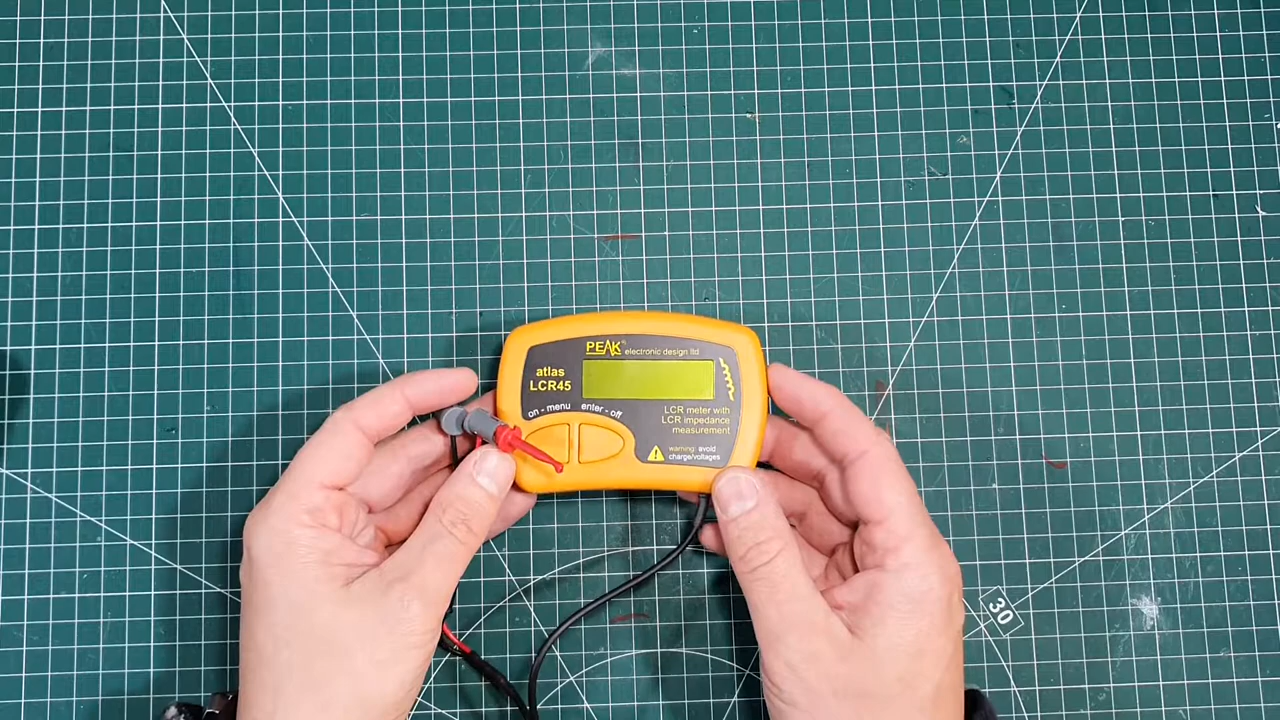 PEAK® electronic design ltd
atlas
LCR45
on - menu enter - off
LCR meter with
LCR impedance
measurement
warning: avoid
charge/voltages
30